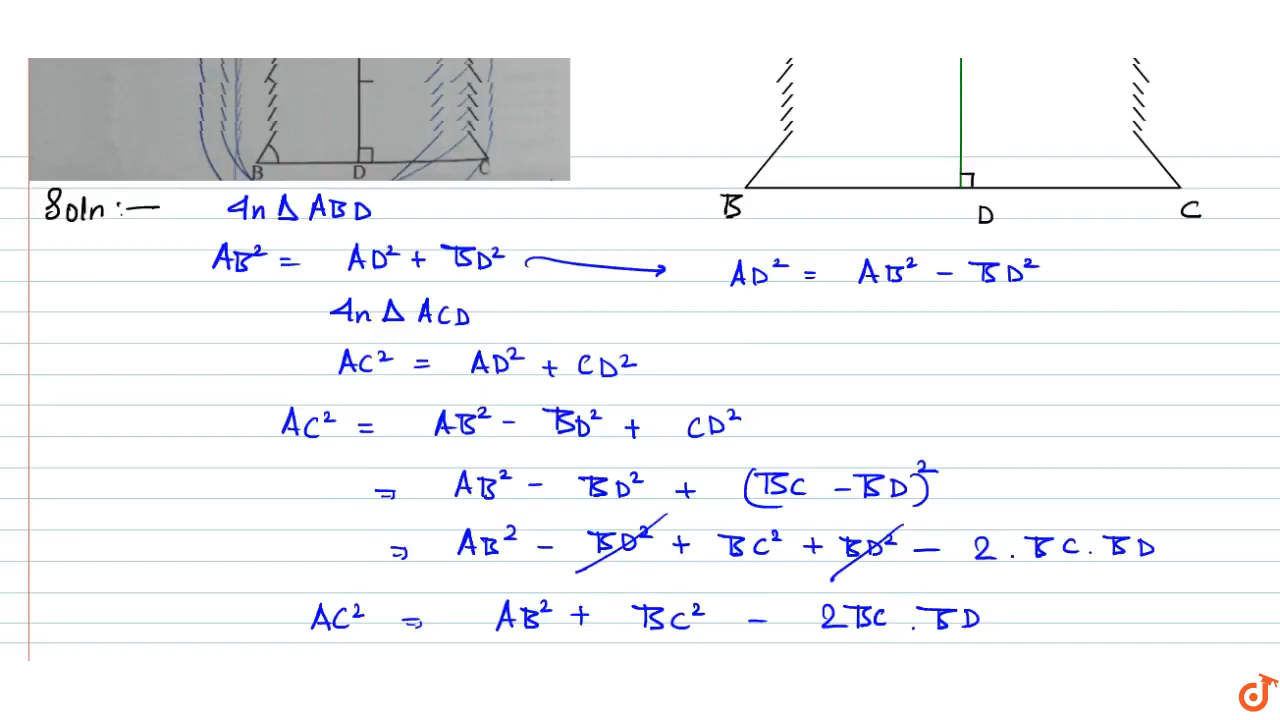 B D C
B D C
Soln :— In Δ ABD
AB² = AD² + BD² → AD² = AB² - BD²
In Δ ACD
AC² = AD² + CD²
AC² = AB² - BD² + CD²
= AB² - BD² + (BC - BD)²
= AB² - BD² + BC² + BD² - 2 . BC . BD
AC² = AB² + BC² - 2BC . BD